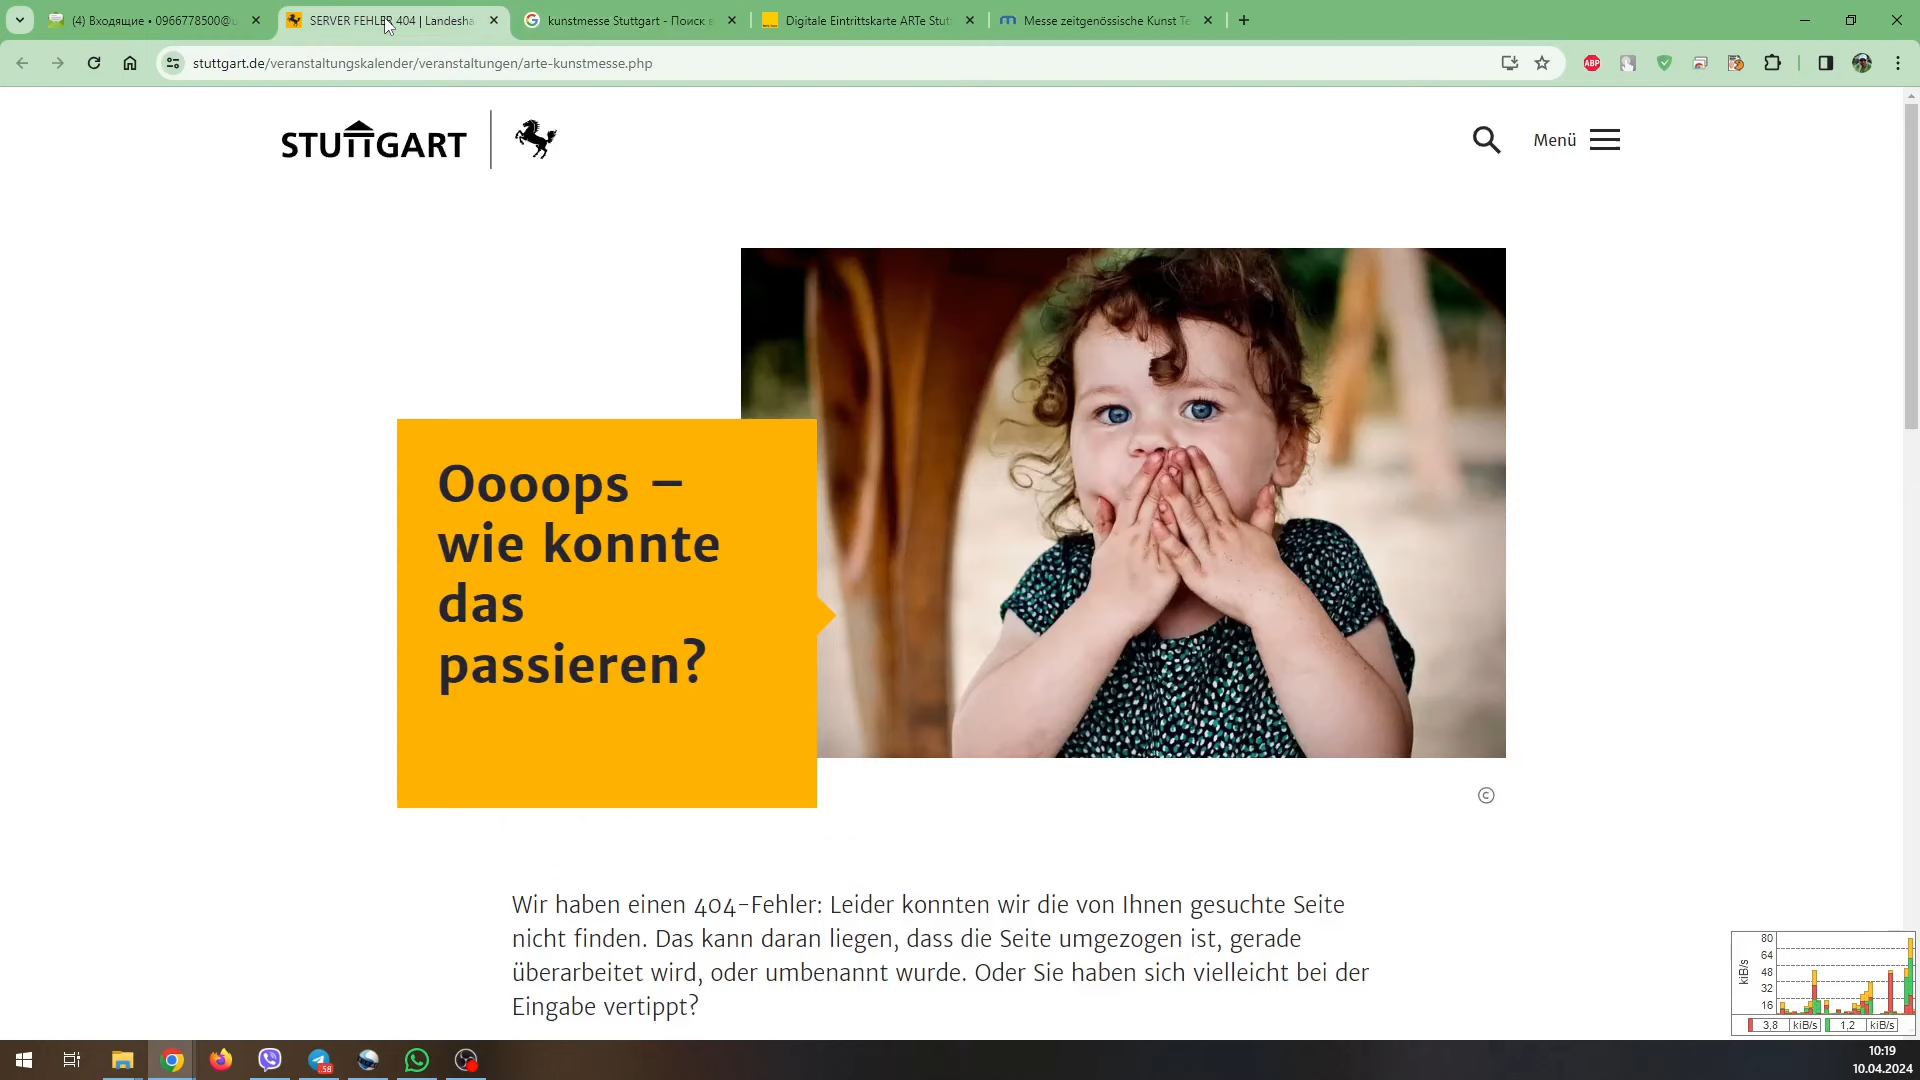 (4) Входящие • 0966778500@u
SERVER FEHLER 404 | Landesha
kunstmesse Stuttgart - Поиск в
Digitale Eintrittskarte ARTe Stut
Messe zeitgenössische Kunst Te
stuttgart.de/veranstaltungskalender/veranstaltungen/arte-kunstmesse.php
ABP
STUTTGART
Menü
Oooops –
wie konnte
das
passieren?
©
Wir haben einen 404-Fehler: Leider konnten wir die von Ihnen gesuchte Seite
nicht finden. Das kann daran liegen, dass die Seite umgezogen ist, gerade
überarbeitet wird, oder umbenannt wurde. Oder Sie haben sich vielleicht bei der
Eingabe vertippt?
80
64
48
32
16
kiB/s
3,8 kiB/s 1,2 kiB/s
58
10:19
10.04.2024